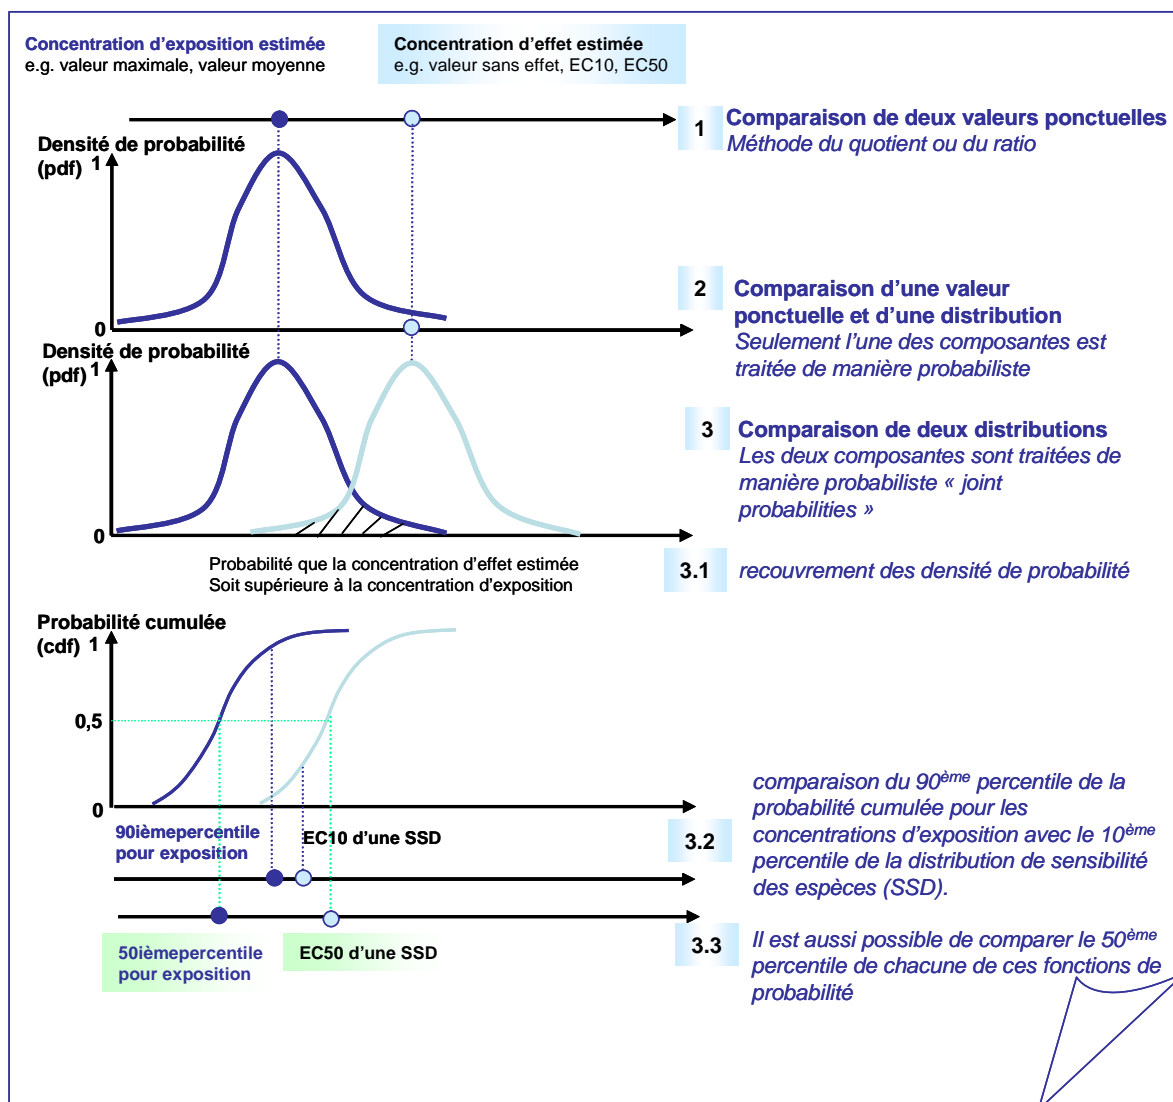 Concentration d'exposition estimée
e.g. valeur maximale, valeur moyenne
Concentration d'effet estimée
e.g. valeur sans effet, EC10, EC50
1
Comparaison de deux valeurs ponctuelles
Méthode du quotient ou du ratio
Densité de probabilité
(pdf)
1
0
2
Comparaison d'une valeur
ponctuelle et d'une distribution
Seulement l'une des composantes est
traitée de manière probabiliste
Densité de probabilité
(pdf)
1
0
3
Comparaison de deux distributions
Les deux composantes sont traitées de
manière probabiliste « joint
probabilities »
Probabilité que la concentration d'effet estimée
Soit supérieure à la concentration d'exposition
3.1
recouvrement des densité de probabilité
Probabilité cumulée
(cdf)
1
0,5
0
90ièmepercentile
pour exposition
EC10 d'une SSD
3.2
comparaison du 90ème percentile de la
probabilité cumulée pour les
concentrations d'exposition avec le 10ème
percentile de la distribution de sensibilité
des espèces (SSD).
50ièmepercentile
pour exposition
EC50 d'une SSD
3.3
Il est aussi possible de comparer le 50ème
percentile de chacune de ces fonctions de
probabilité